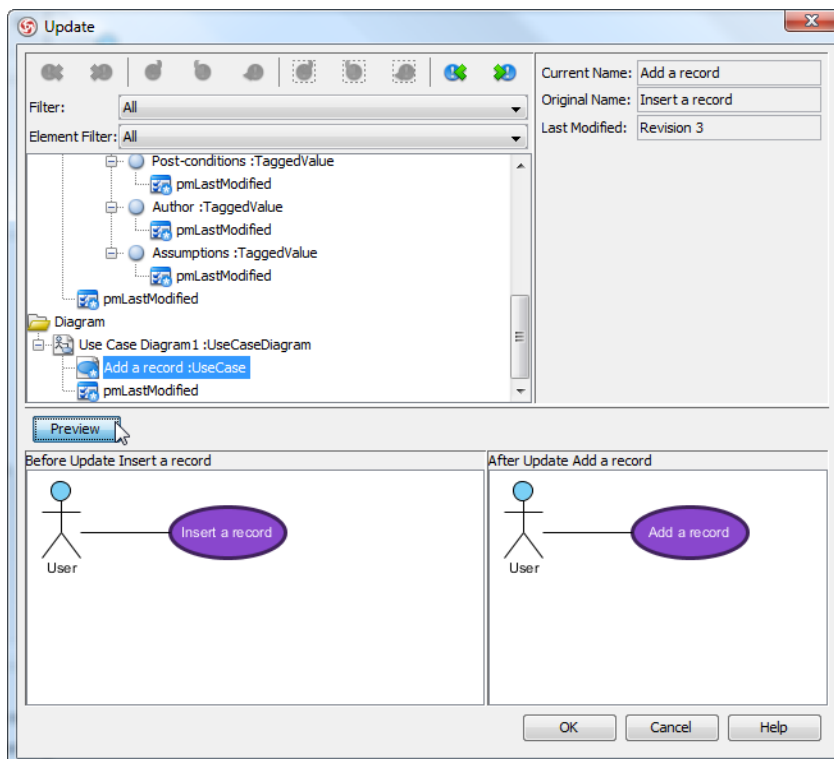 Update
Filter: All
Element Filter: All
Post-conditions :TaggedValue
pmLastModified
Author :TaggedValue
pmLastModified
Assumptions :TaggedValue
pmLastModified
pmLastModified
Diagram
Use Case Diagram1 :UseCaseDiagram
Add a record :UseCase
pmLastModified
Current Name: Add a record
Original Name: Insert a record
Last Modified: Revision 3
Preview
Before Update Insert a record
Insert a record
User
After Update Add a record
Add a record
User
OK Cancel Help